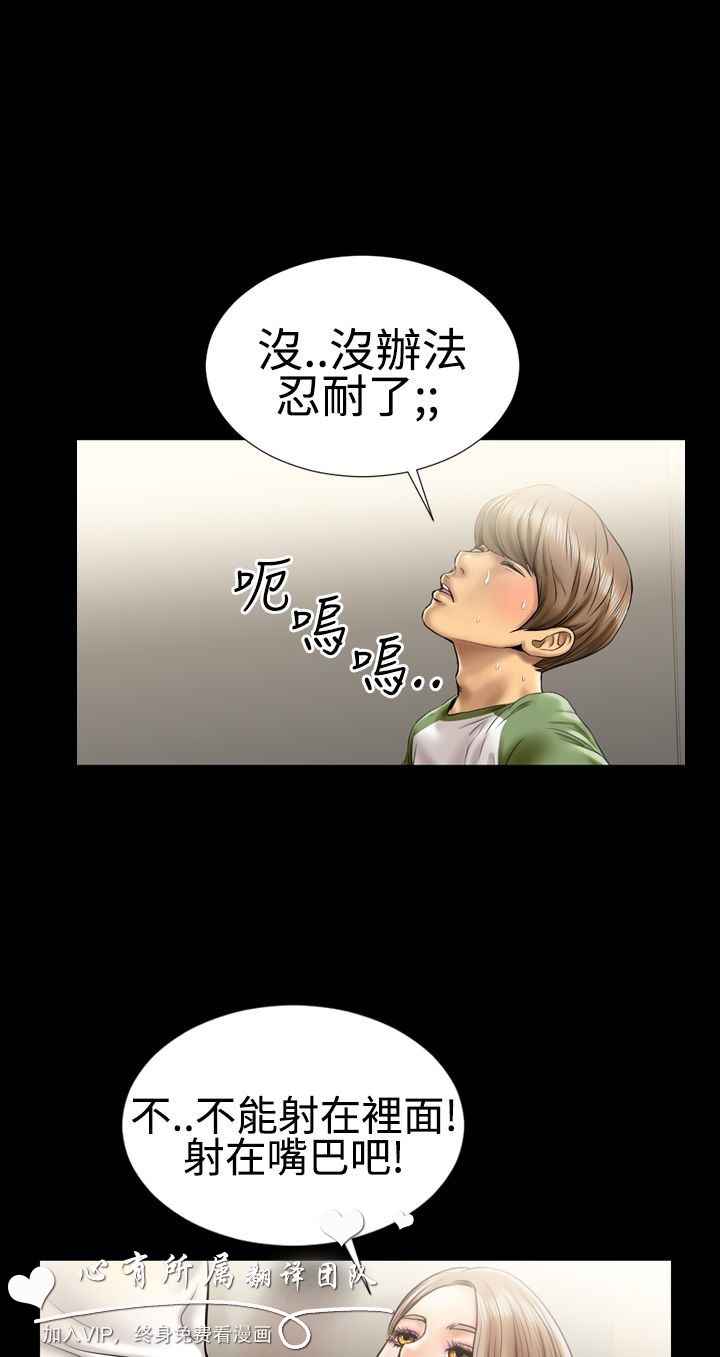 沒..沒辦法
忍耐了;;
呃
嗚
嗚..
不..不能射在裡面!
射在嘴巴吧!
心有所属翻译团队
加入VIP，终身免费看漫画